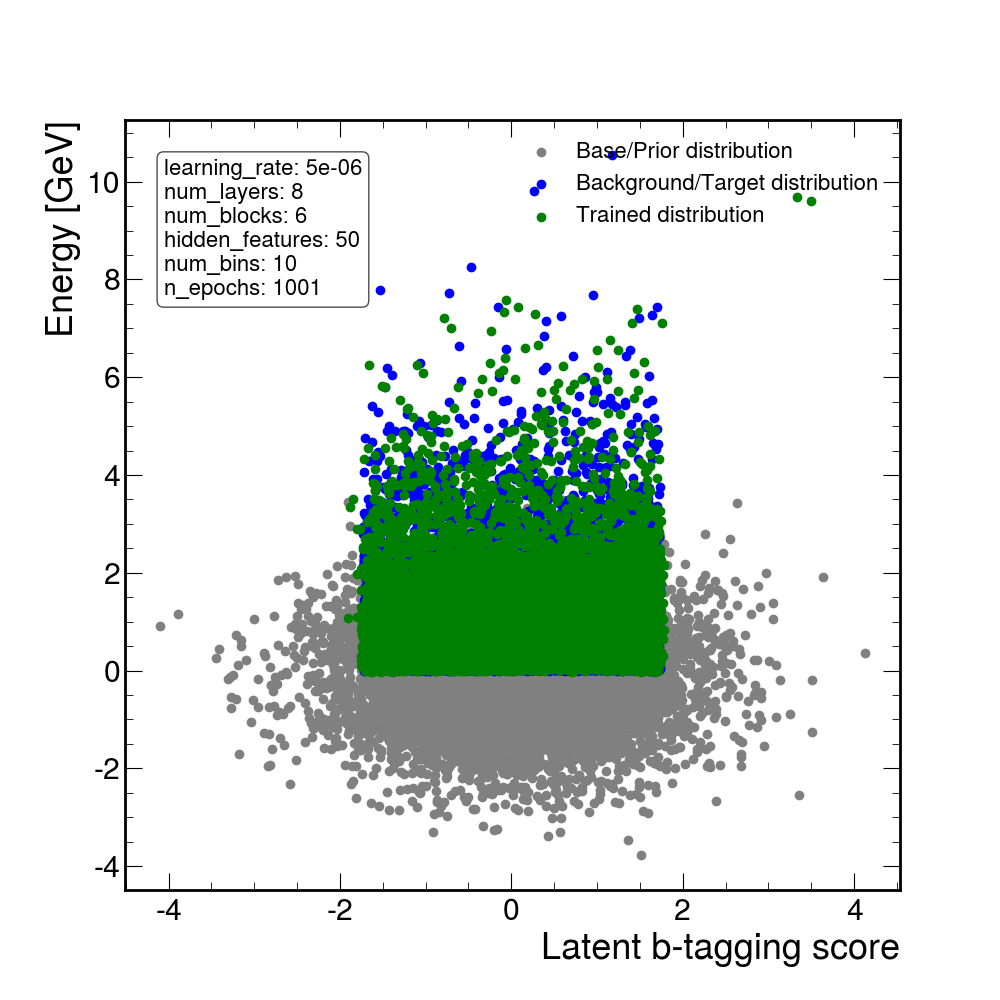 Energy [GeV]
learning_rate: 5e-06
num_layers: 8
num_blocks: 6
hidden_features: 50
num_bins: 10
n_epochs: 1001
Base/Prior distribution
Background/Target distribution
Trained distribution
10
8
6
4
2
0
-2
-4
-4
-2
0
2
4
Latent b-tagging score